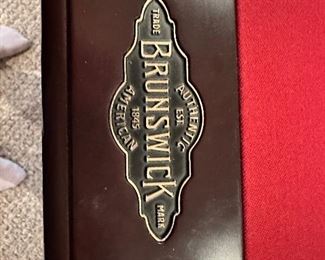 AUTHENTIC
EST.
TRADE BRUNSWICK MARK
1845
AMERICAN